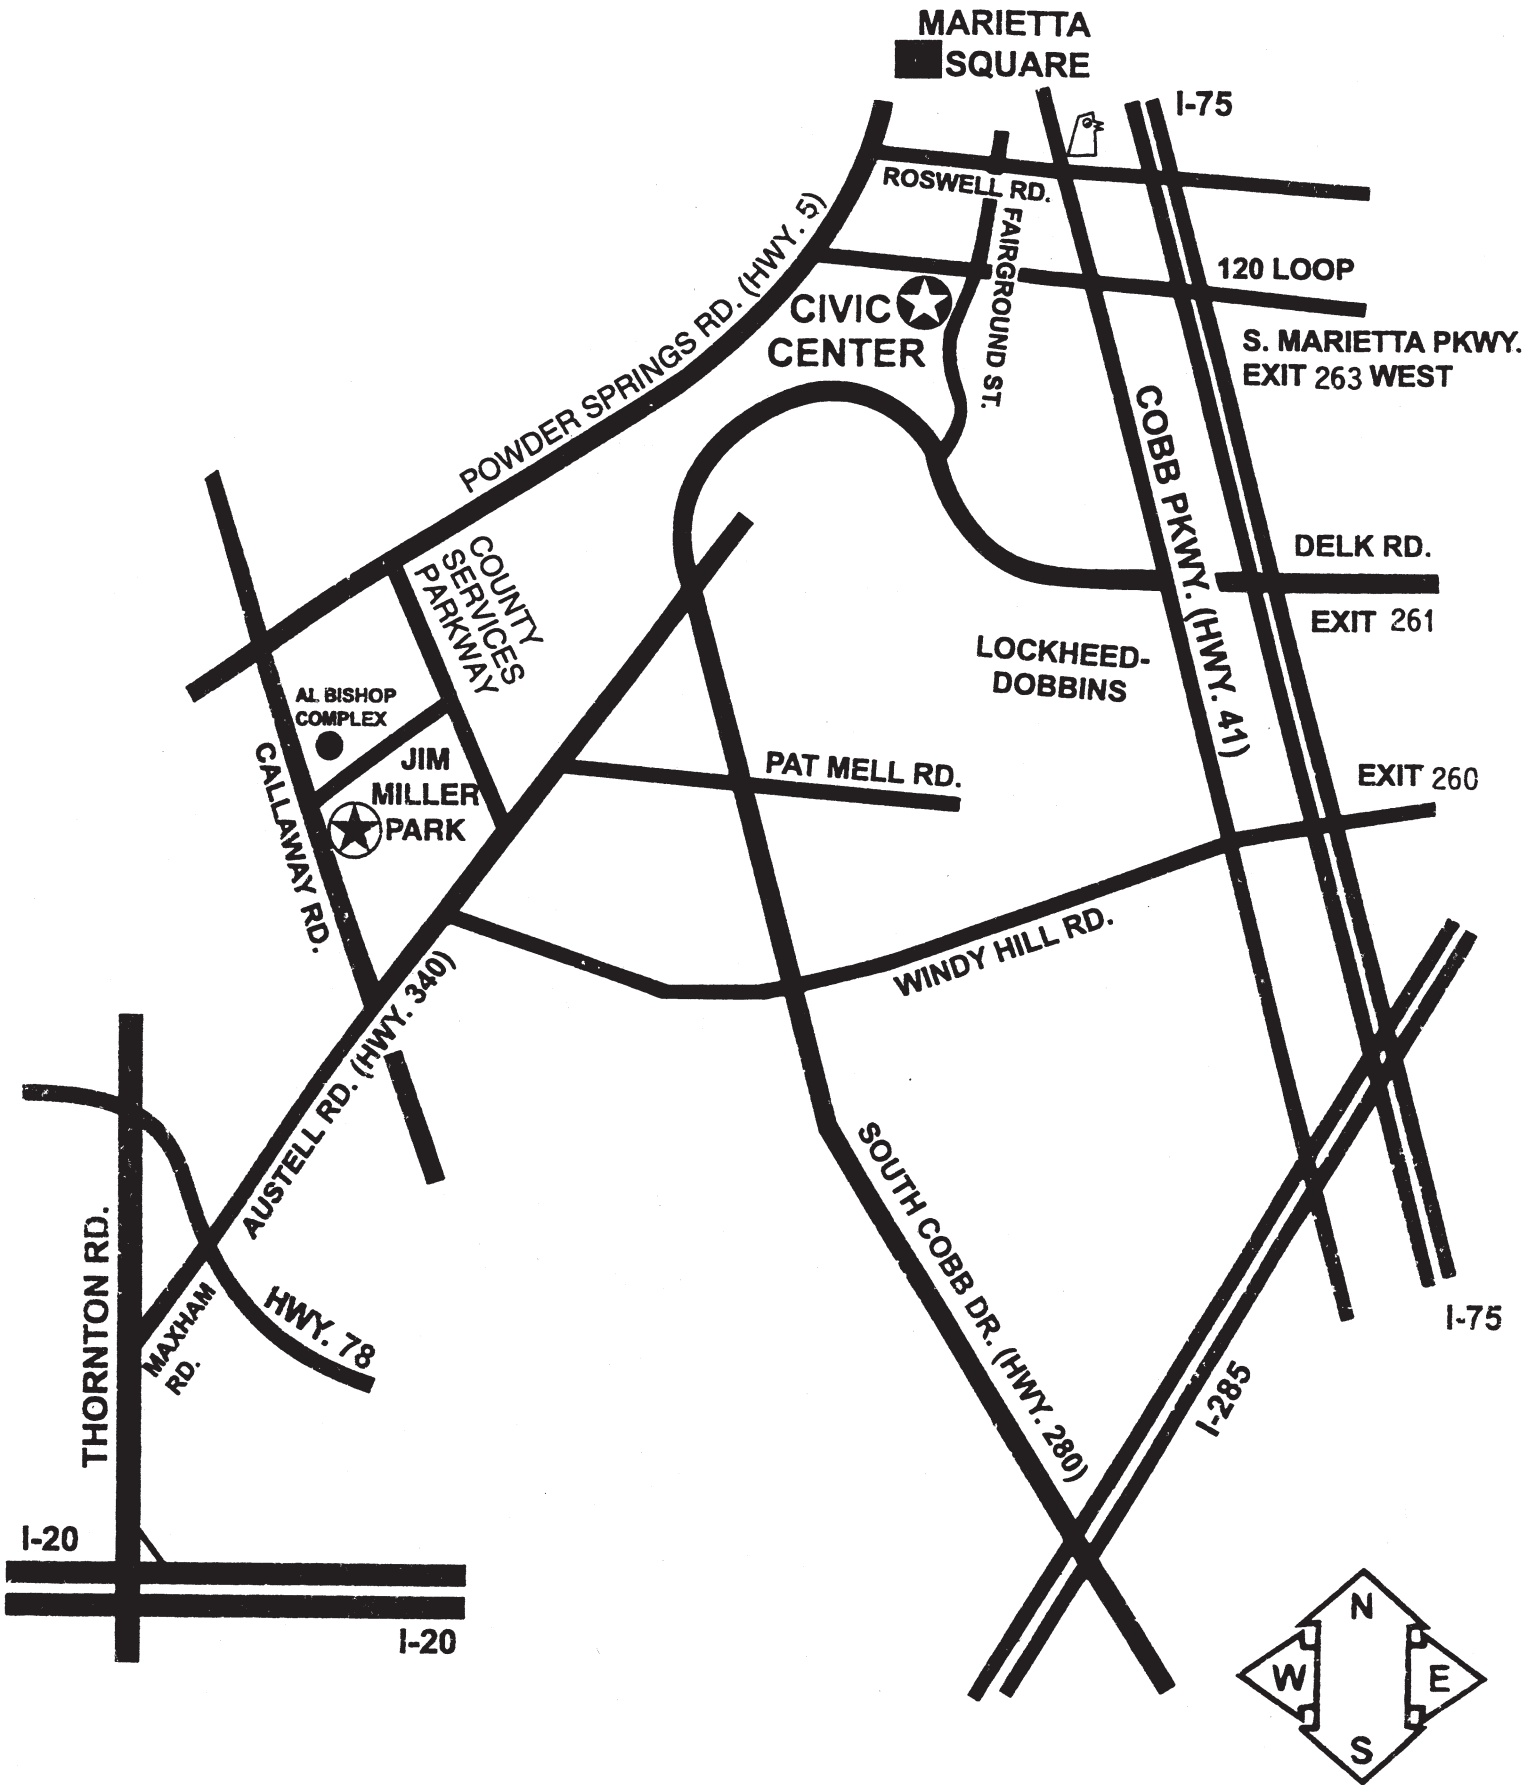 MARIETTA
SQUARE
I-75
ROSWELL RD.
FAIRGROUND ST.
120 LOOP
POWDER SPRINGS RD. (HWY. 5)
CIVIC
CENTER
S. MARIETTA PKWY.
EXIT 263 WEST
COBB PKWY. (HWY. 41)
DELK RD.
EXIT 261
COUNTY
SERVICES
PARKWAY
LOCKHEED-
DOBBINS
AL BISHOP
COMPLEX
CALLAWAY RD.
JIM
MILLER
PARK
PAT MELL RD.
EXIT 260
WINDY HILL RD.
AUSTELL RD. (HWY. 340)
SOUTH COBB DR. (HWY. 280)
THORNTON RD.
MAXHAM
RD.
HWY. 78
I-75
I-285
I-20
I-20
N
W
E
S